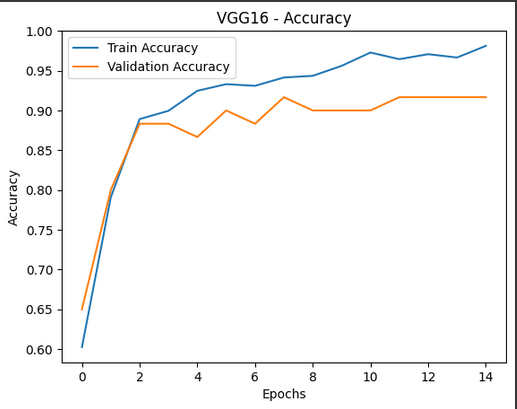 VGG16 - Accuracy
Train Accuracy
Validation Accuracy
1.00
0.95
0.90
0.85
0.80
0.75
0.70
0.65
0.60
Accuracy
0 2 4 6 8 10 12 14
Epochs